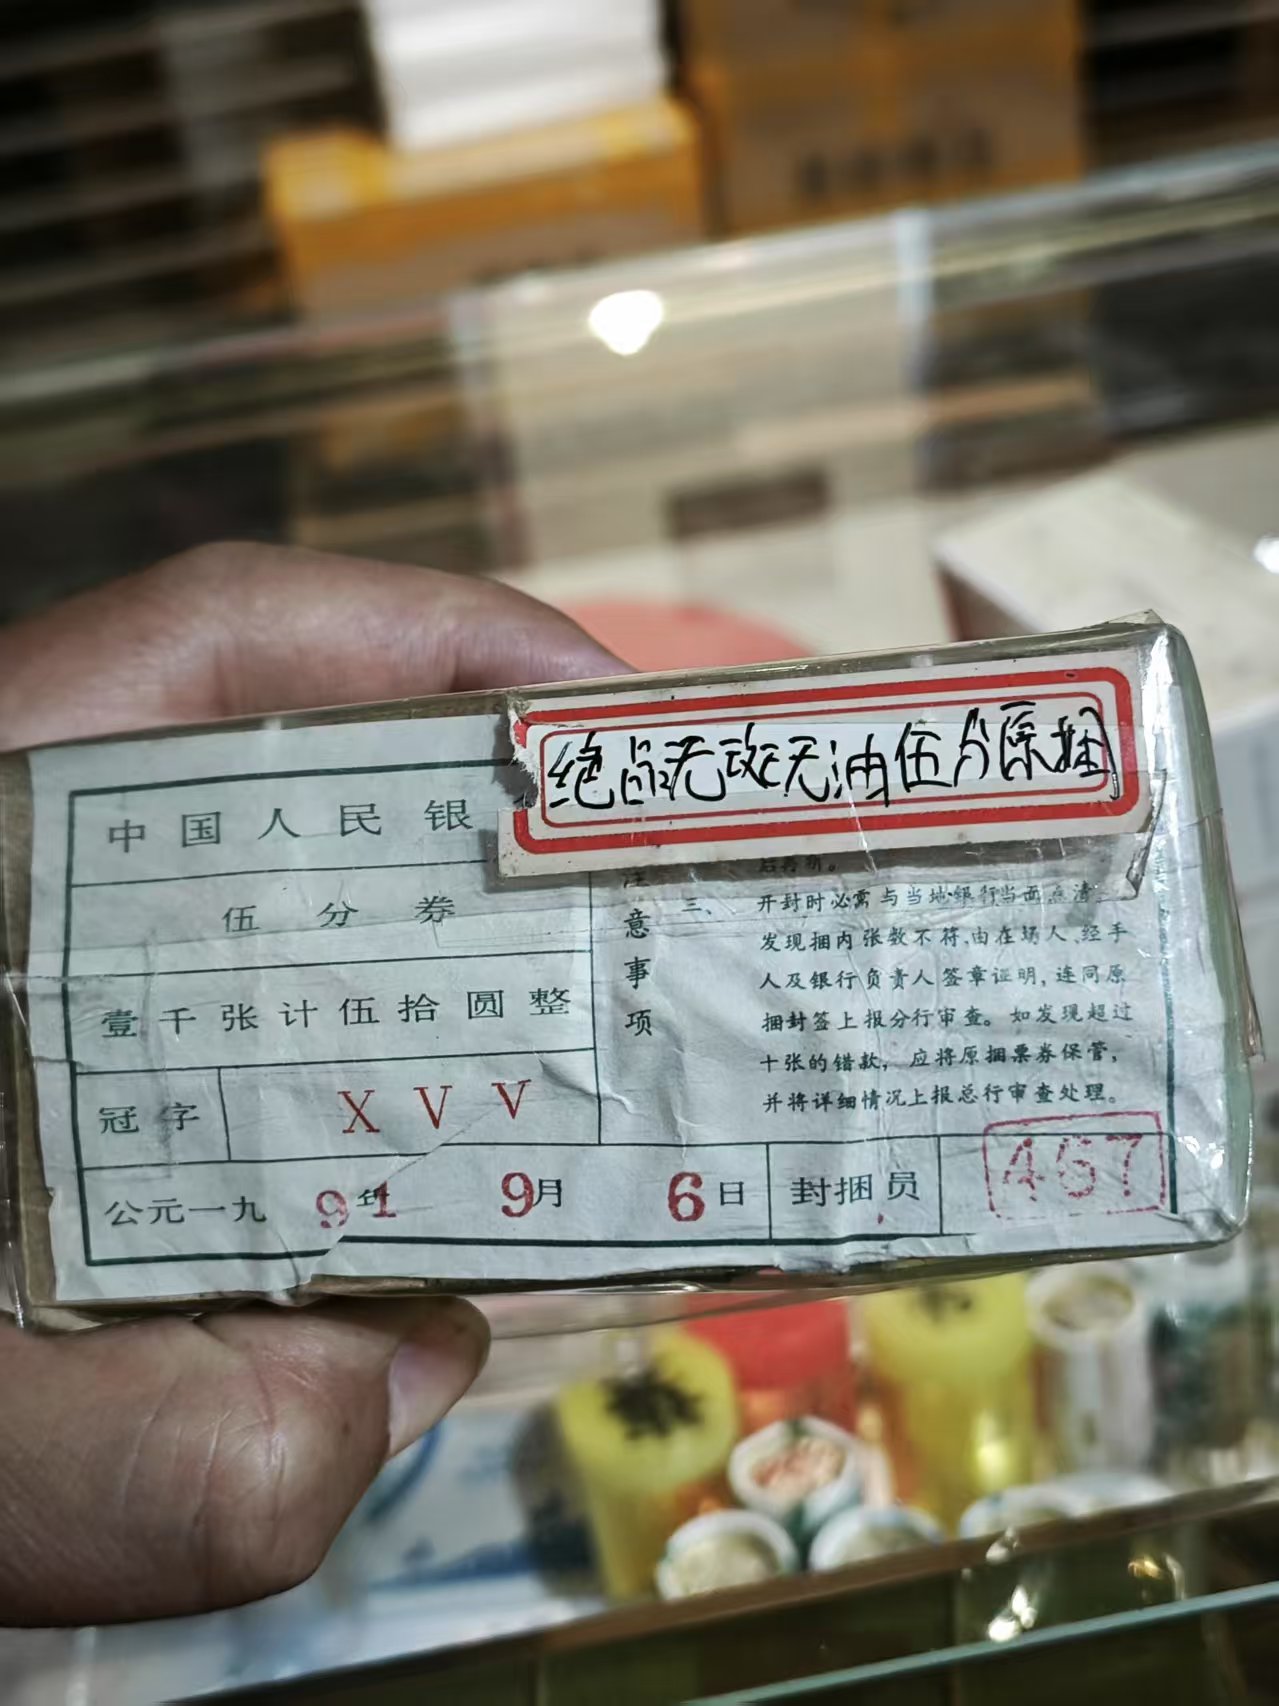 绝品无斑无油伍分原捆
中国人民银
伍分券
壹千张计伍拾圆整
冠字 XVV
公元一九91年 9月 6日
封捆员 467
注意事项
后再拆。
三、开封时必需与当地银行当面点清。
发现捆内张数不符,由在场人、经手
人及银行负责人签章证明,连同原
捆封签上报分行审查。如发现超过
十张的错款,应将原捆票券保管,
并将详细情况上报总行审查处理。